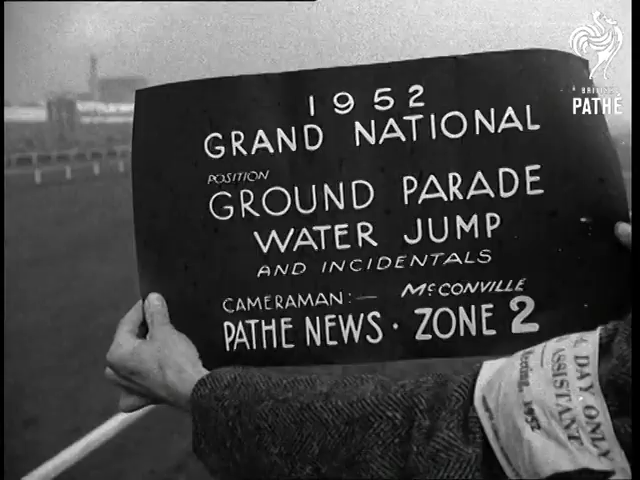 1952
GRAND NATIONAL
POSITION
GROUND PARADE
WATER JUMP
AND INCIDENTALS
CAMERAMAN:— McCONVILLE
PATHE NEWS · ZONE 2
DAY ONLY
ASSISTANT
1952
BRITISH
PATHÉ